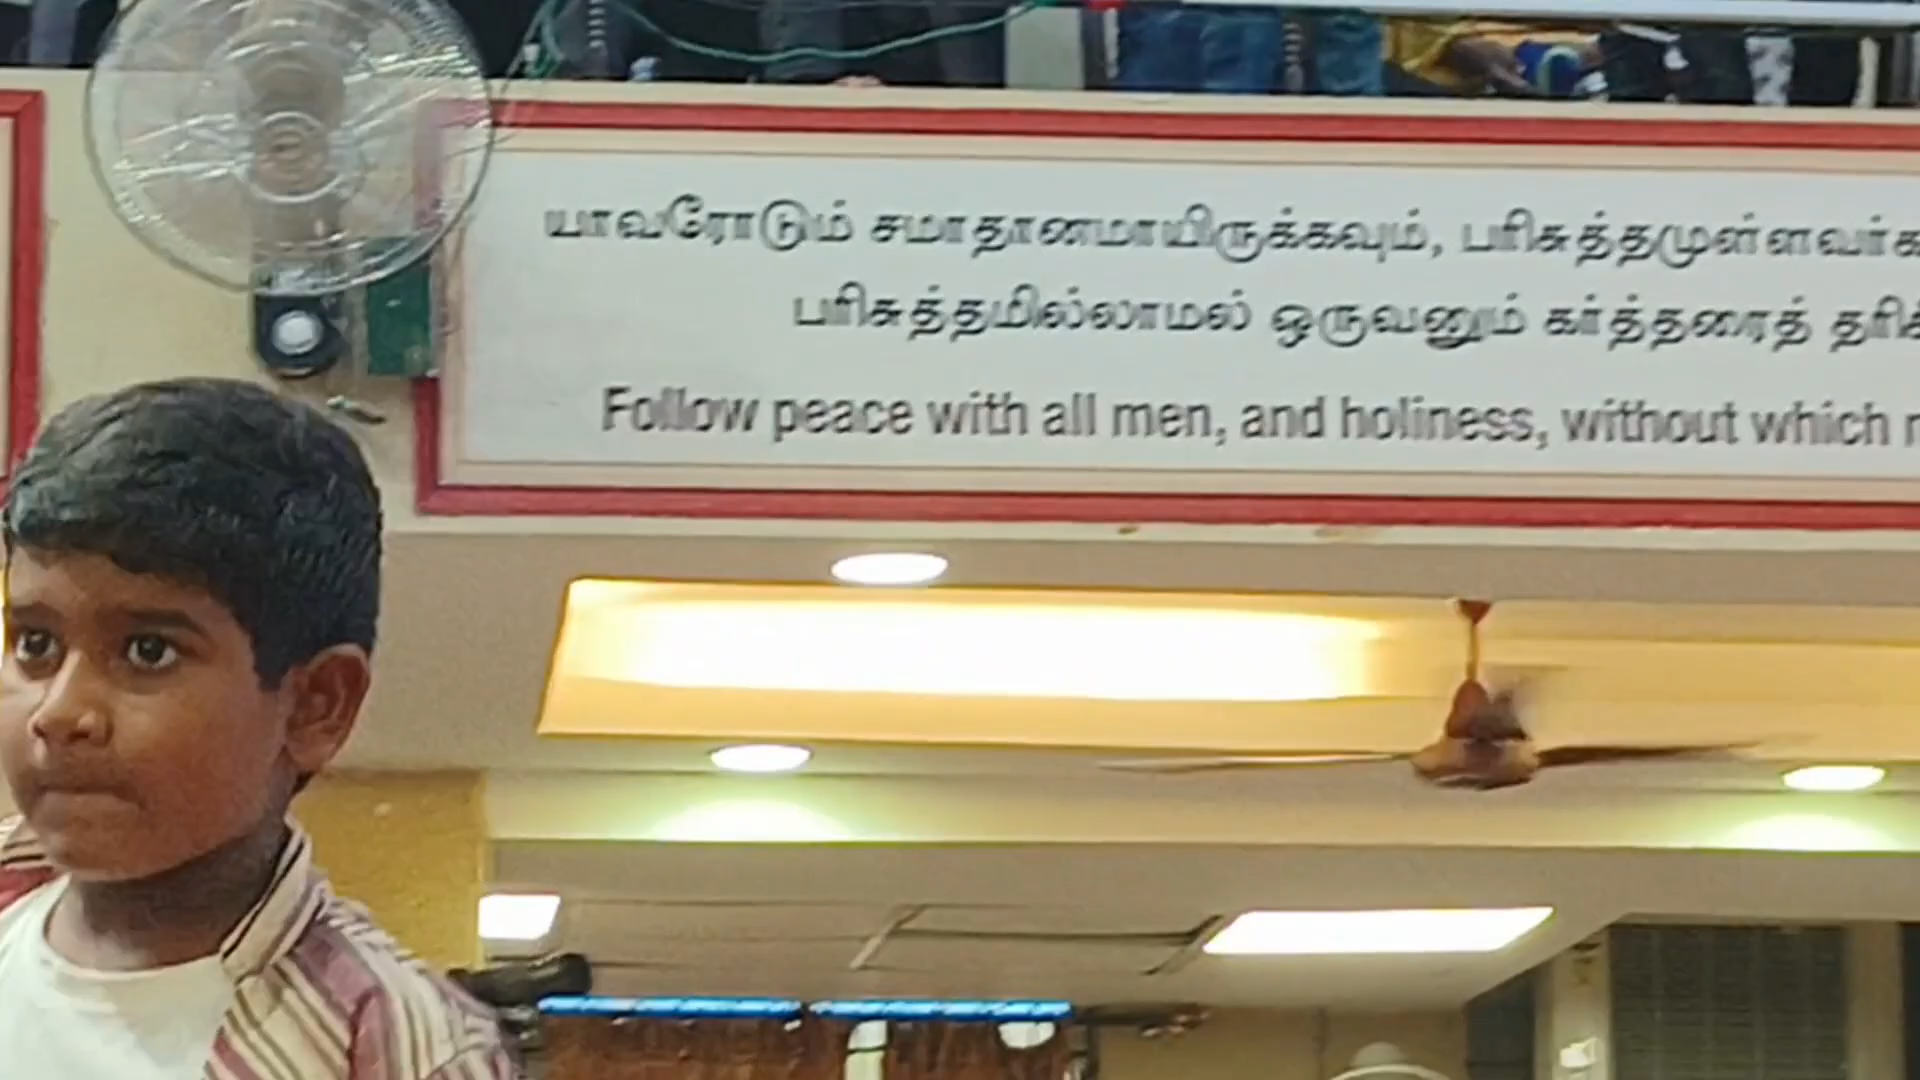 யாவரோடும் சமாதானமாயிருக்கவும், பரிசுத்தமுள்ளவர்க
பரிசுத்தமில்லாமல் ஒருவனும் கர்த்தரைத் தரி
Follow peace with all men, and holiness, without which